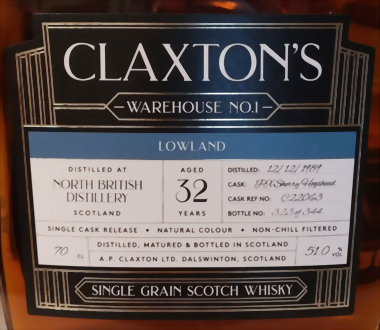 CLAXTON'S
WAREHOUSE NO.1
LOWLAND
DISTILLED AT
NORTH BRITISH
DISTILLERY
SCOTLAND
AGED
32
YEARS
DISTILLED: 12/12/1989
CASK: PX Sherry Hogshead
CASK REF NO: C22063
BOTTLE NO: 323 of 344
SINGLE CASK RELEASE • NATURAL COLOUR • NON-CHILL FILTERED
70 CL
DISTILLED, MATURED & BOTTLED IN SCOTLAND
A.P. CLAXTON LTD. DALSWINTON, SCOTLAND
51.0 % VOL
SINGLE GRAIN SCOTCH WHISKY